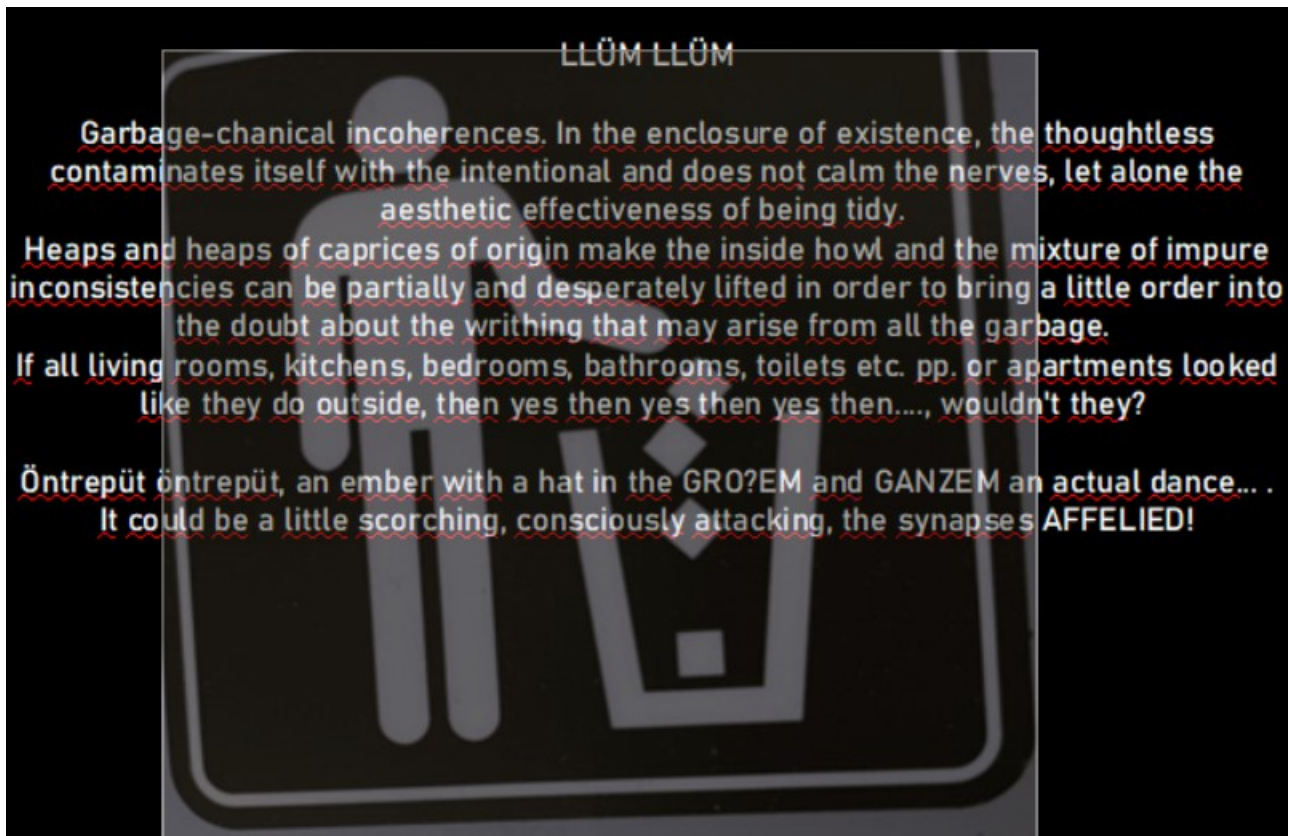 LLÜM LLÜM
Garbage-chanical incoherences. In the enclosure of existence, the thoughtless
contaminates itself with the intentional and does not calm the nerves, let alone the
aesthetic effectiveness of being tidy.
Heaps and heaps of caprices of origin make the inside howl and the mixture of impure
inconsistencies can be partially and desperately lifted in order to bring a little order into
the doubt about the writhing that may arise from all the garbage.
If all living rooms, kitchens, bedrooms, bathrooms, toilets etc. pp. or apartments looked
like they do outside, then yes then yes then yes then...., wouldn't they?
Öntrepüt öntrepüt, an ember with a hat in the GRO?EM and GANZEM an actual dance... .
It could be a little scorching, consciously attacking, the synapses AFFELIED!